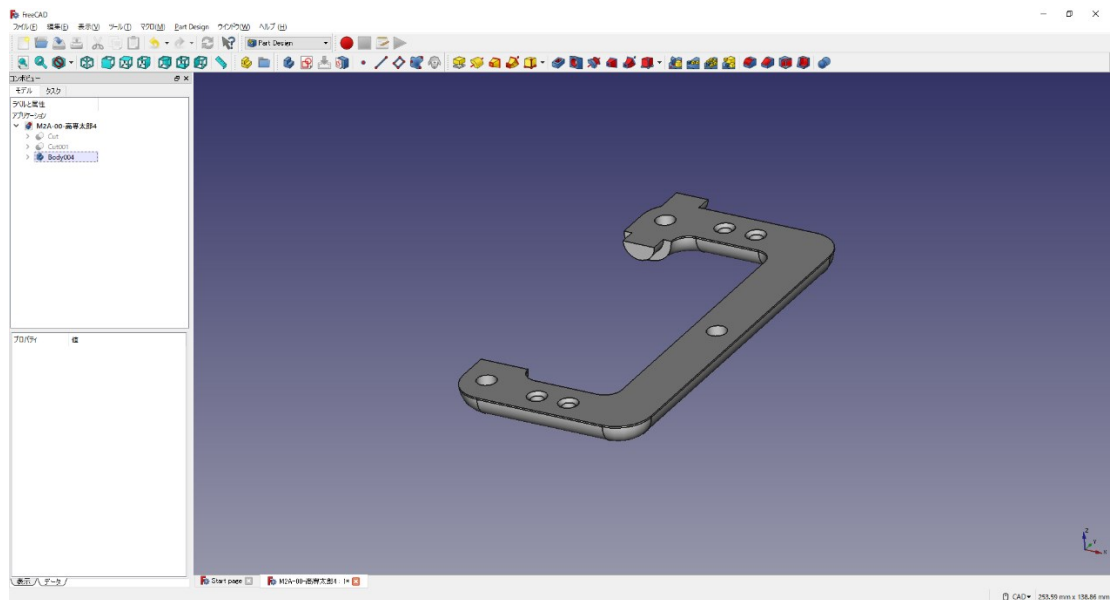 FreeCAD
ファイル(F) 編集(E) 表示(V) ツール(T) マクロ(M) Part Design ウインドウ(W) ヘルプ(H)
Part Design
コンボビュー
モデル タスク
ラベルと属性
アプリケーション
M2A-00-高専太郎4
Cut
Cut001
Body004
プロパティ 値
Z
Y
X
表示 データ
Start page M2A-00-高専太郎4 : 1*
CAD 253.59 mm x 138.86 mm